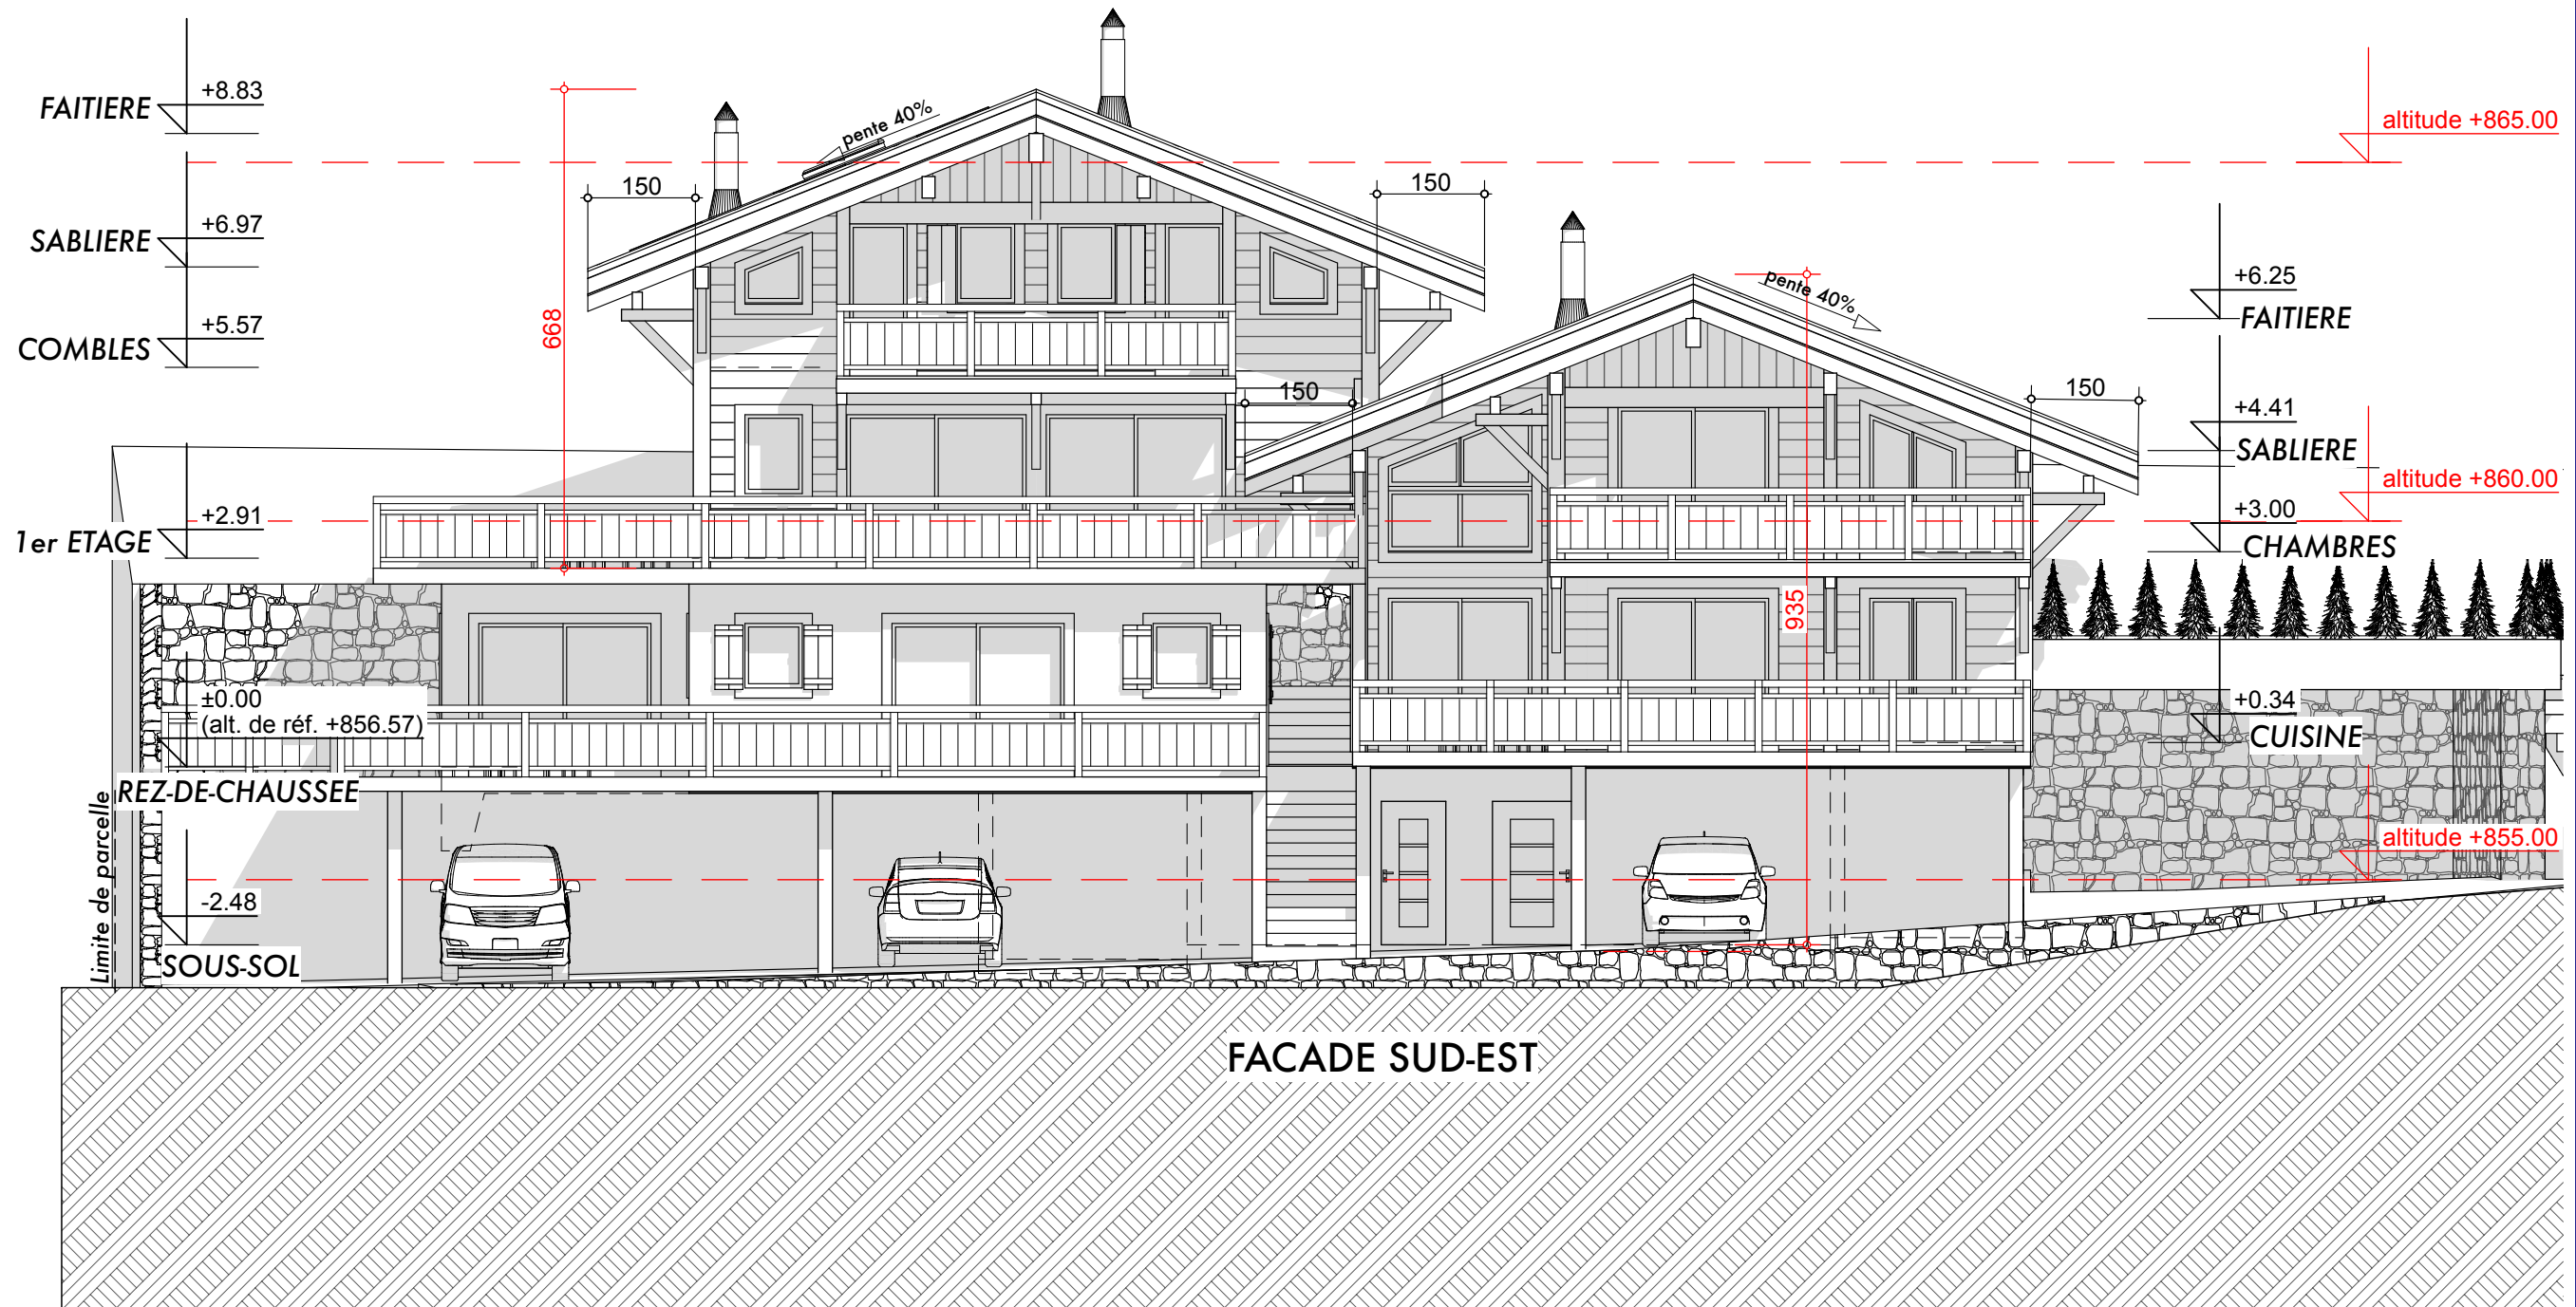 FAITIERE +8.83
pente 40%
altitude +865.00
150
150
SABLIERE +6.97
668
+6.25
FAITIERE
pente 40%
COMBLES +5.57
150
150
+4.41
SABLIERE
altitude +860.00
1er ETAGE +2.91
+3.00
CHAMBRES
935
±0.00
(alt. de réf. +856.57)
REZ-DE-CHAUSSEE
+0.34
CUISINE
altitude +855.00
Limite de parcelle
-2.48
SOUS-SOL
FACADE SUD-EST